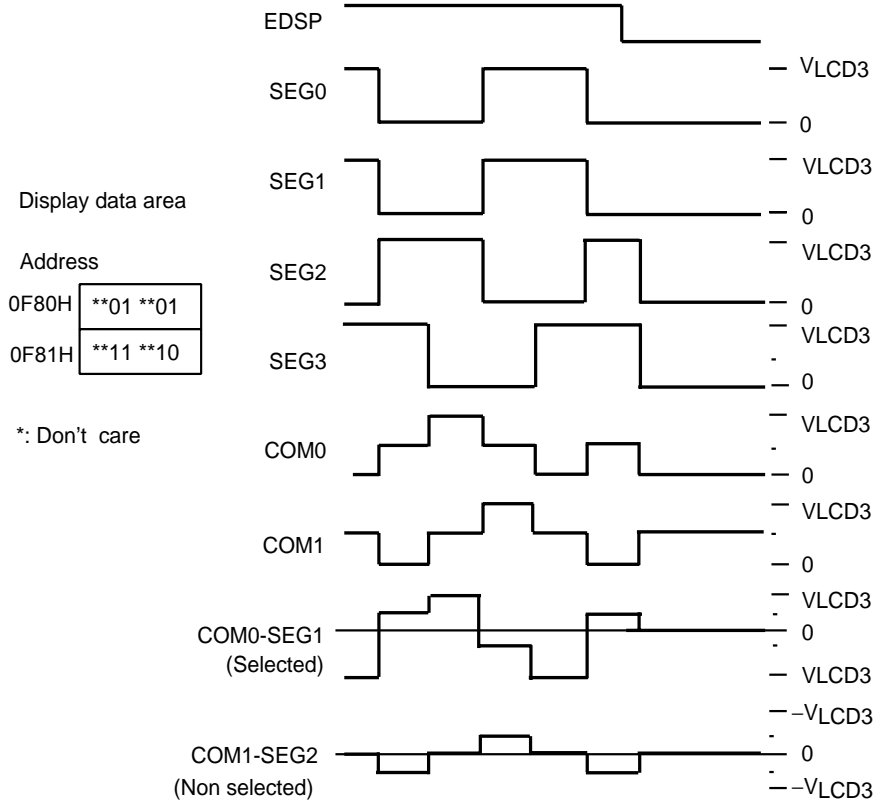 EDSP
SEG0
VLCD3
0
SEG1
VLCD3
0
Display data area
Address
0F80H **01 **01
0F81H **11 **10
*: Don't care
SEG2
VLCD3
0
SEG3
VLCD3
0
COM0
VLCD3
0
COM1
VLCD3
0
COM0-SEG1
(Selected)
VLCD3
0
VLCD3
COM1-SEG2
(Non selected)
–VLCD3
0
–VLCD3